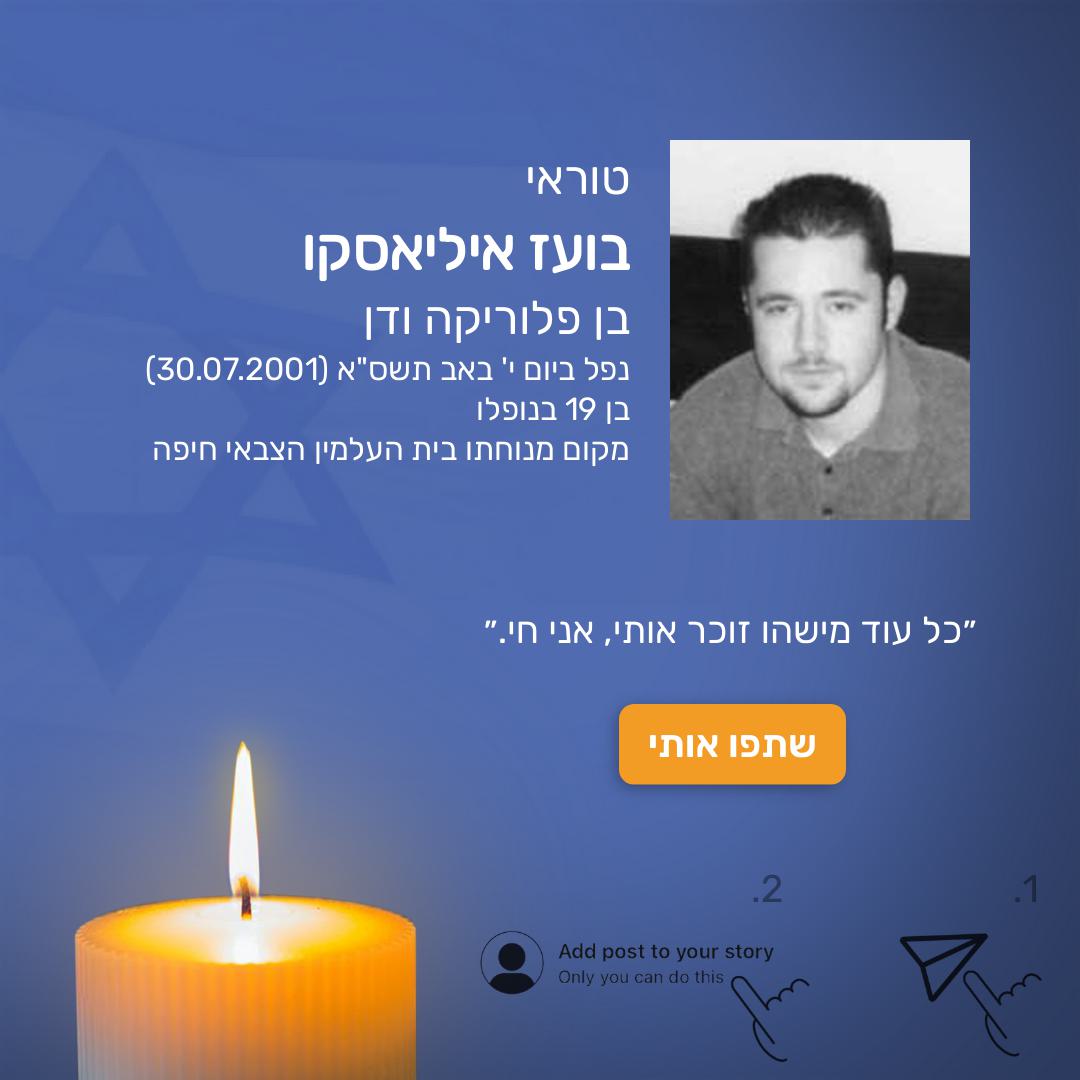 טוראי
בועז איליאסקו
בן פלוריקה ודן
נפל ביום י' באב תשס"א (30.07.2001)
בן 19 בנופלו
מקום מנוחתו בית העלמין הצבאי חיפה
״כל עוד מישהו זוכר אותי, אני חי.״
שתפו אותי
.1
.2
Add post to your story
Only you can do this